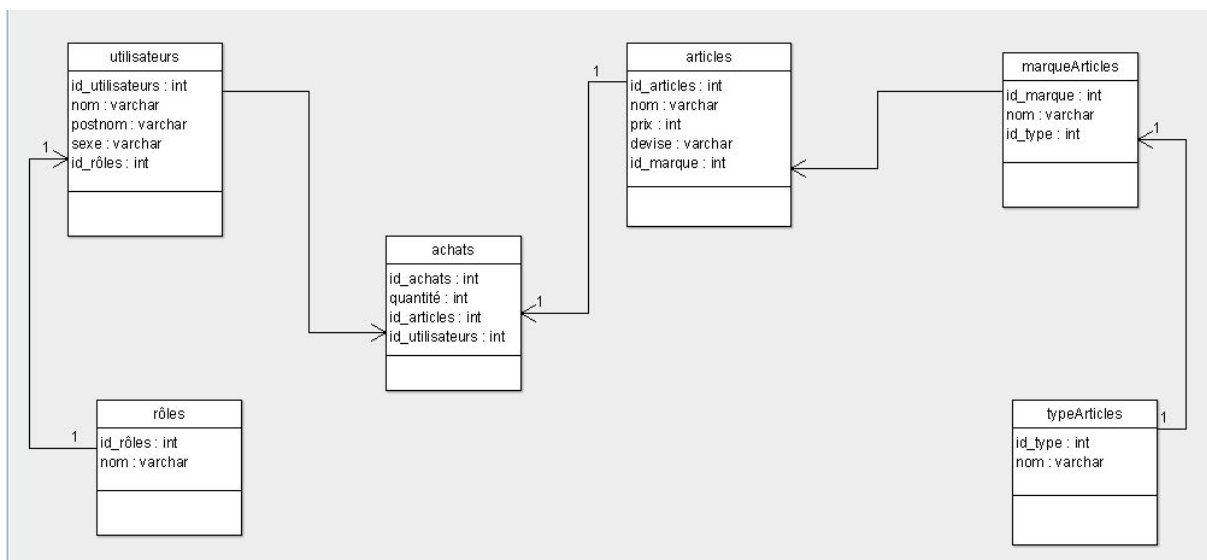 utilisateurs
id_utilisateurs : int
nom : varchar
postnom : varchar
sexe : varchar
id_rôles : int
1
articles
id_articles : int
nom : varchar
prix : int
devise : varchar
id_marque : int
1
marqueArticles
id_marque : int
nom : varchar
id_type : int
1
achats
id_achats : int
quantité : int
id_articles : int
id_utilisateurs : int
1
rôles
id_rôles : int
nom : varchar
1
typeArticles
id_type : int
nom : varchar
1